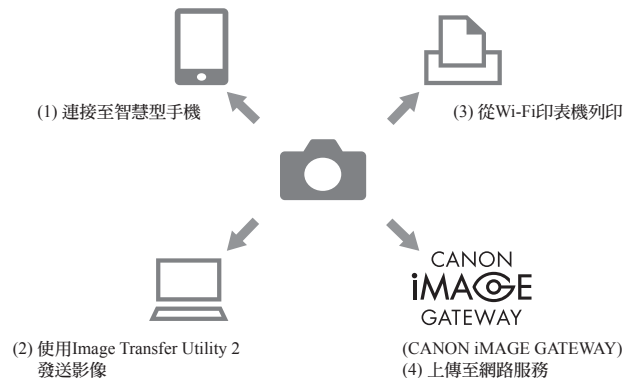 (1) 連接至智慧型手機
(3) 從Wi-Fi印表機列印
CANON
iMAGE
GATEWAY
(2) 使用Image Transfer Utility 2
發送影像
(CANON iMAGE GATEWAY)
(4) 上傳至網路服務